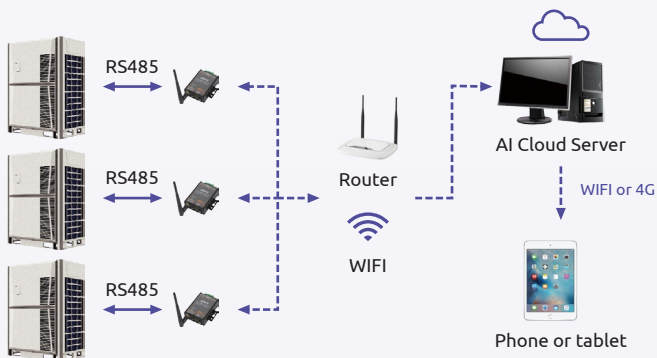 RS485
RS485
RS485
Router
WIFI
AI Cloud Server
WIFI or 4G
Phone or tablet